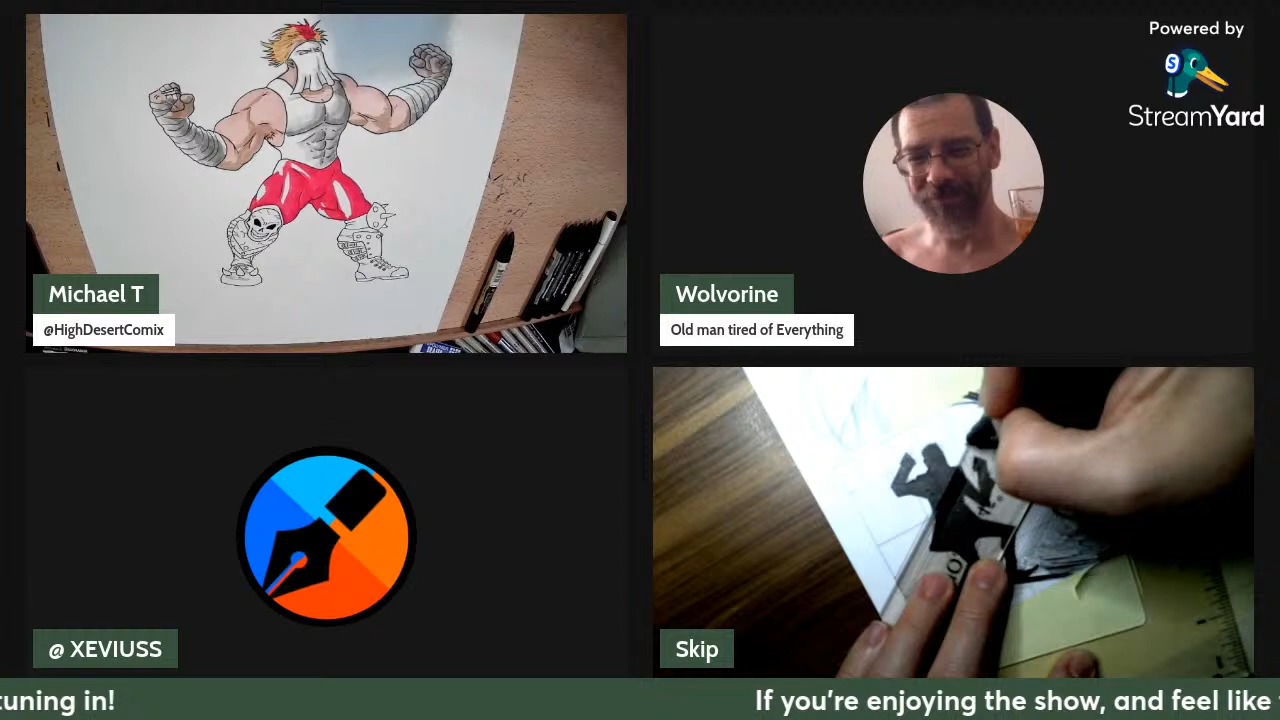 Powered by
StreamYard
Michael T
@HighDesertComix
Wolvorine
Old man tired of Everything
@ XEVIUSS
Skip
tuning in!
If you're enjoying the show, and feel like